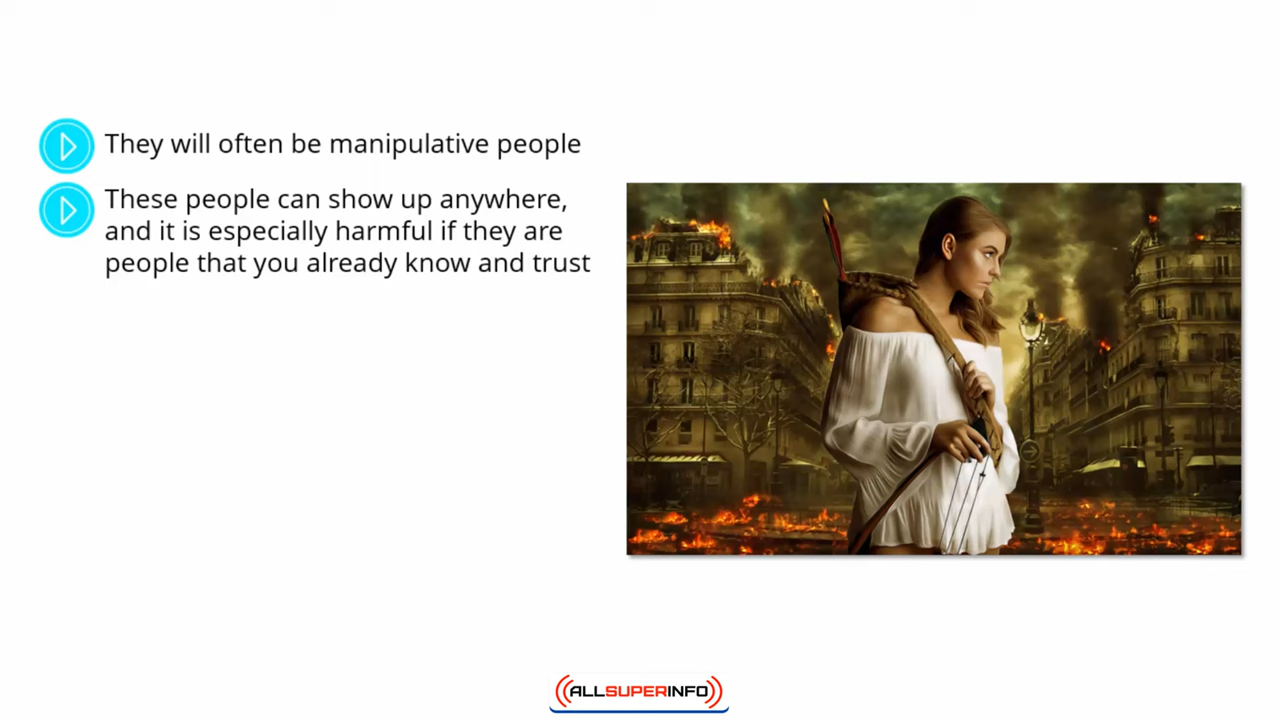 They will often be manipulative people
These people can show up anywhere,
and it is especially harmful if they are
people that you already know and trust
ALLSUPERINFO